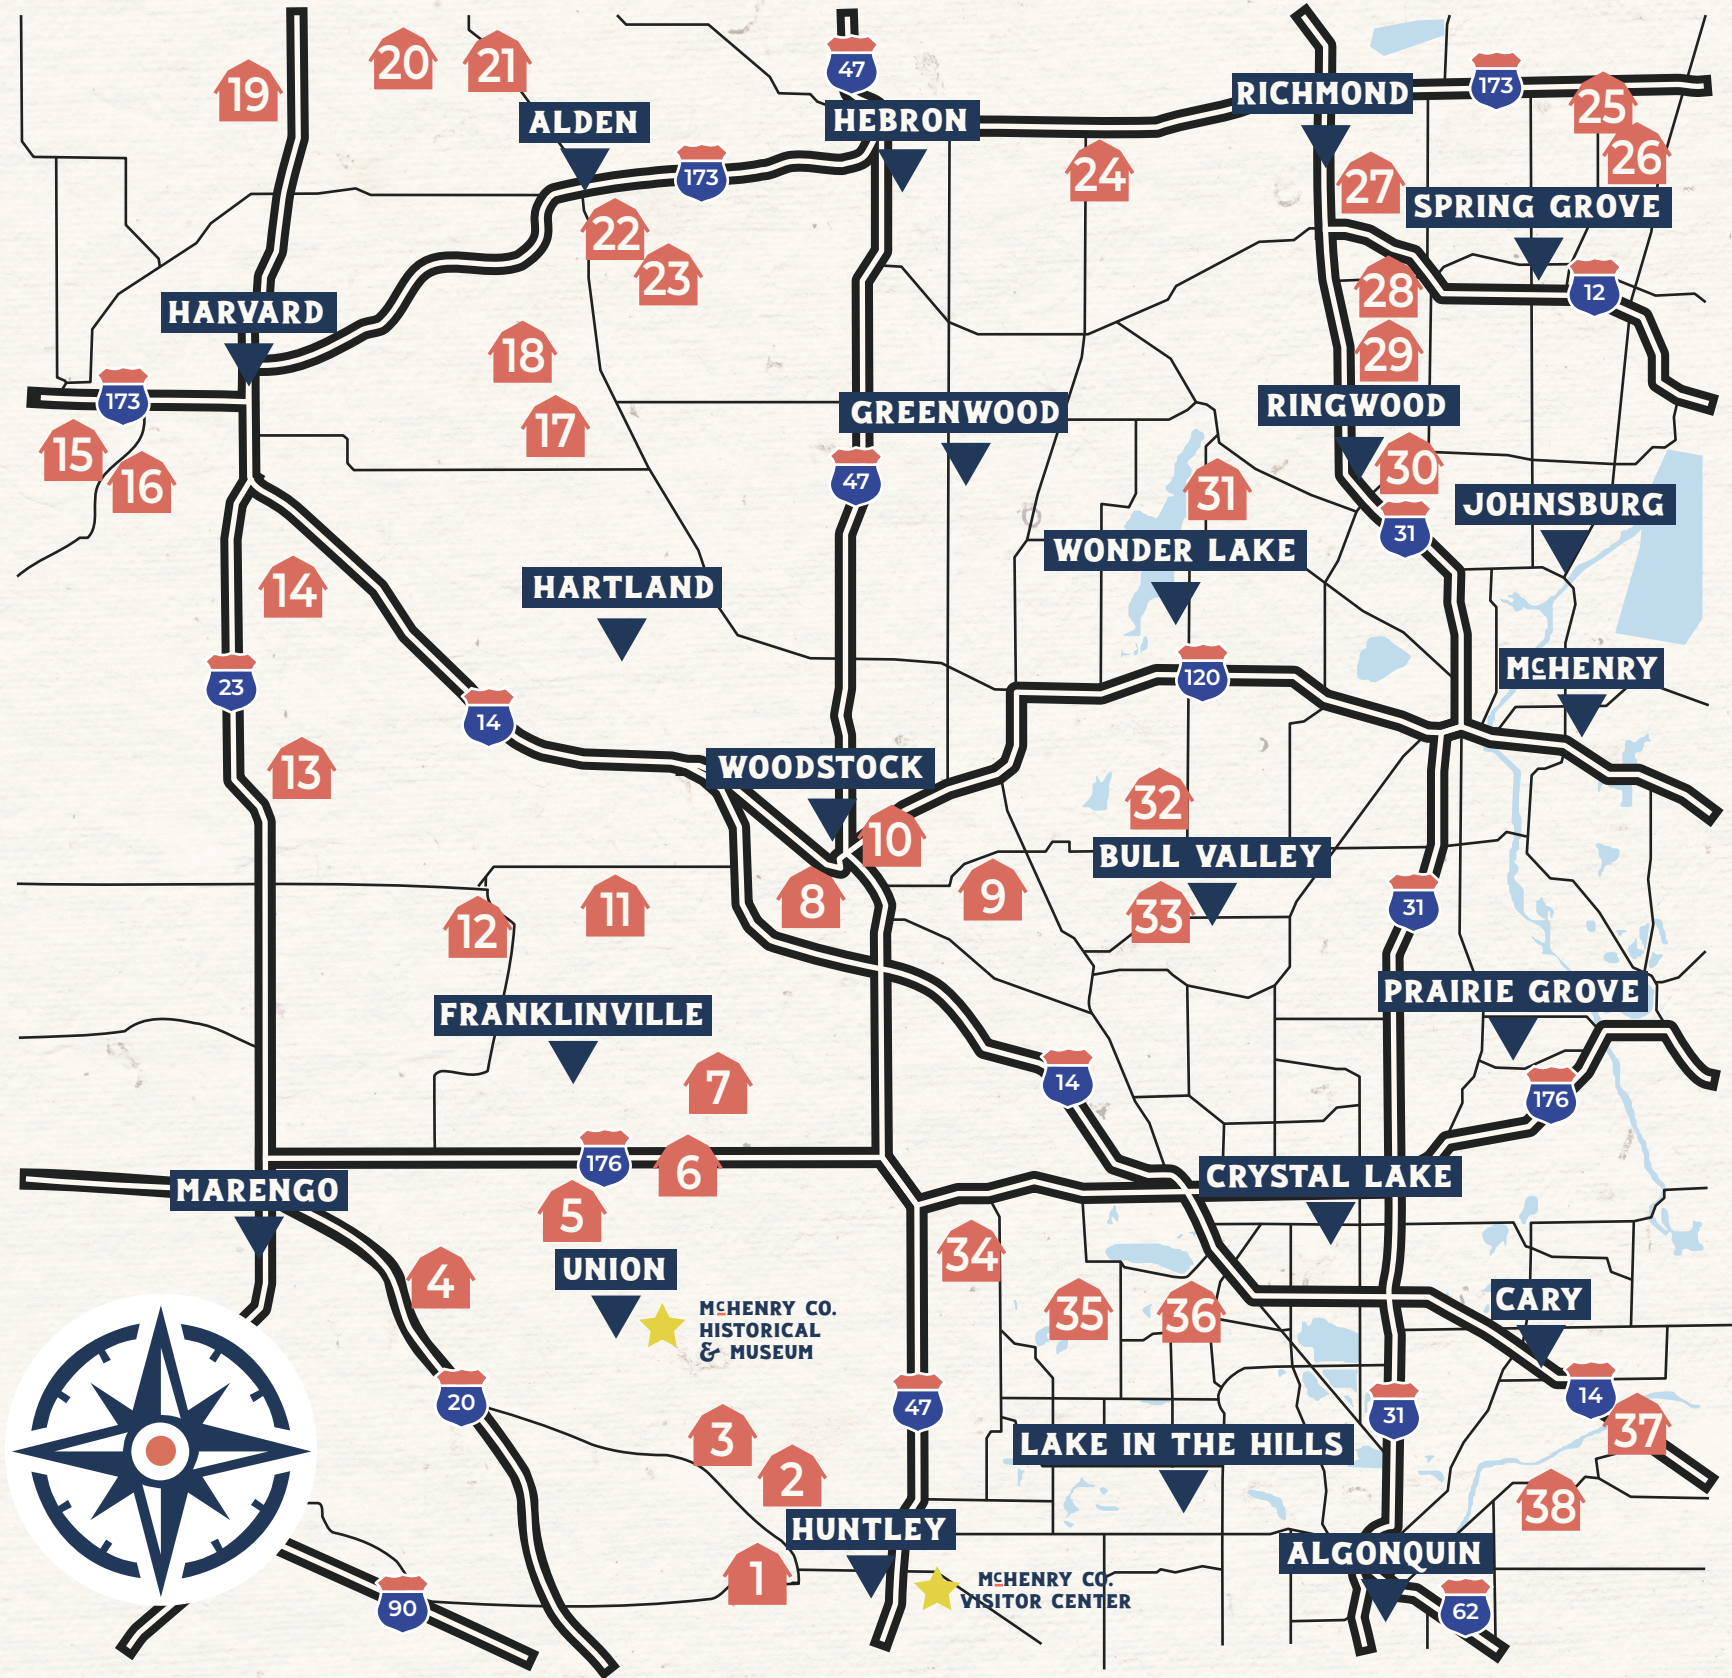 20
21
47
19
ALDEN
HEBRON
RICHMOND
173
25
26
173
24
27
SPRING GROVE
22
23
28
12
HARVARD
18
29
173
GREENWOOD
RINGWOOD
15
16
17
47
31
30
JOHNSBURG
31
WONDER LAKE
14
HARTLAND
23
14
120
McHENRY
13
WOODSTOCK
32
10
BULL VALLEY
12
11
8
9
33
31
FRANKLINVILLE
PRAIRIE GROVE
7
14
176
176
6
MARENGO
CRYSTAL LAKE
5
34
4
UNION
35
36
CARY
McHENRY CO.
HISTORICAL
& MUSEUM
20
47
31
14
37
3
LAKE IN THE HILLS
2
38
HUNTLEY
ALGONQUIN
1
McHENRY CO.
VISITOR CENTER
90
62